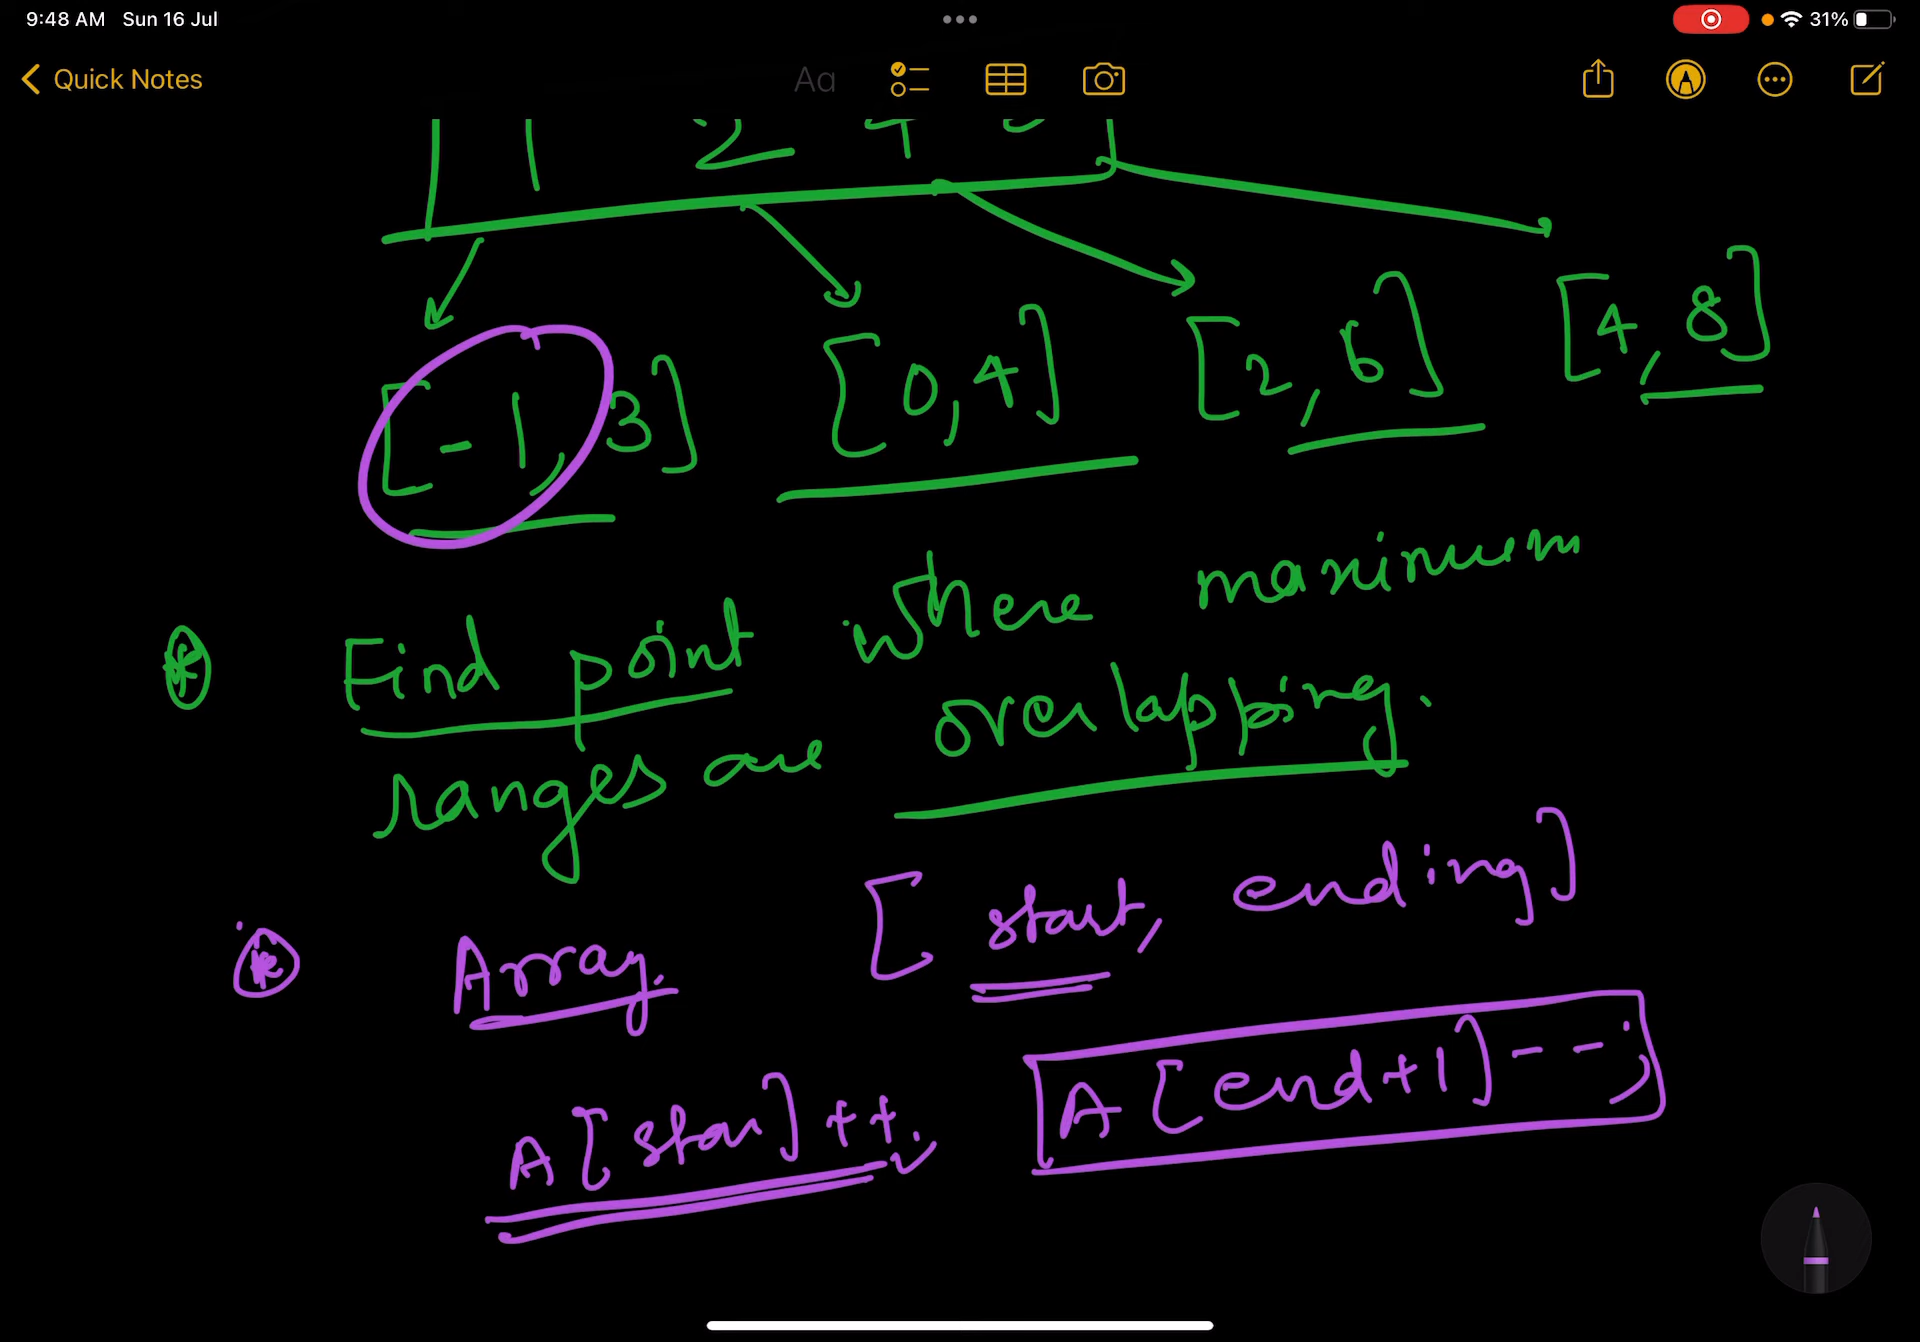 9:48 AM Sun 16 Jul
31%
Quick Notes
Aa
1 2 4
[-1, 3] [0,4] [2,6] [4,8]
Find point where maximum
ranges are overlapping.
Array. [start, ending]
A[star]++; A[end+1]--;